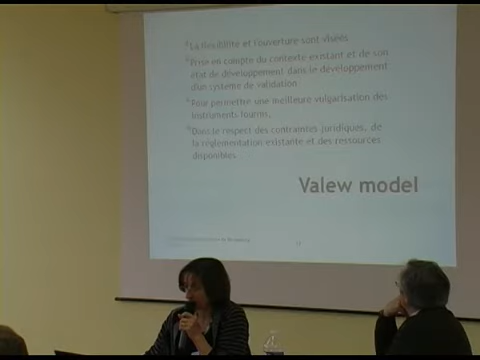 La flexibilité et l'ouverture sont visées
Prise en compte du contexte existant et de son
état de développement dans le développement
d'un système de validation
Pour permettre une meilleure vulgarisation des
instruments fournis,
Dans le respect des contraintes juridiques, de
la réglementation existante et des ressources
disponibles
Valew model